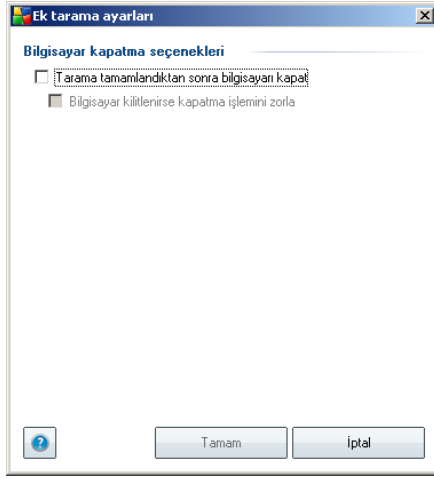 Ek tarama ayarları
Bilgisayar kapatma seçenekleri
Tarama tamamlandıktan sonra bilgisayarı kapat
Bilgisayar kilitlenirse kapatma işlemini zorla
?
Tamam
İptal